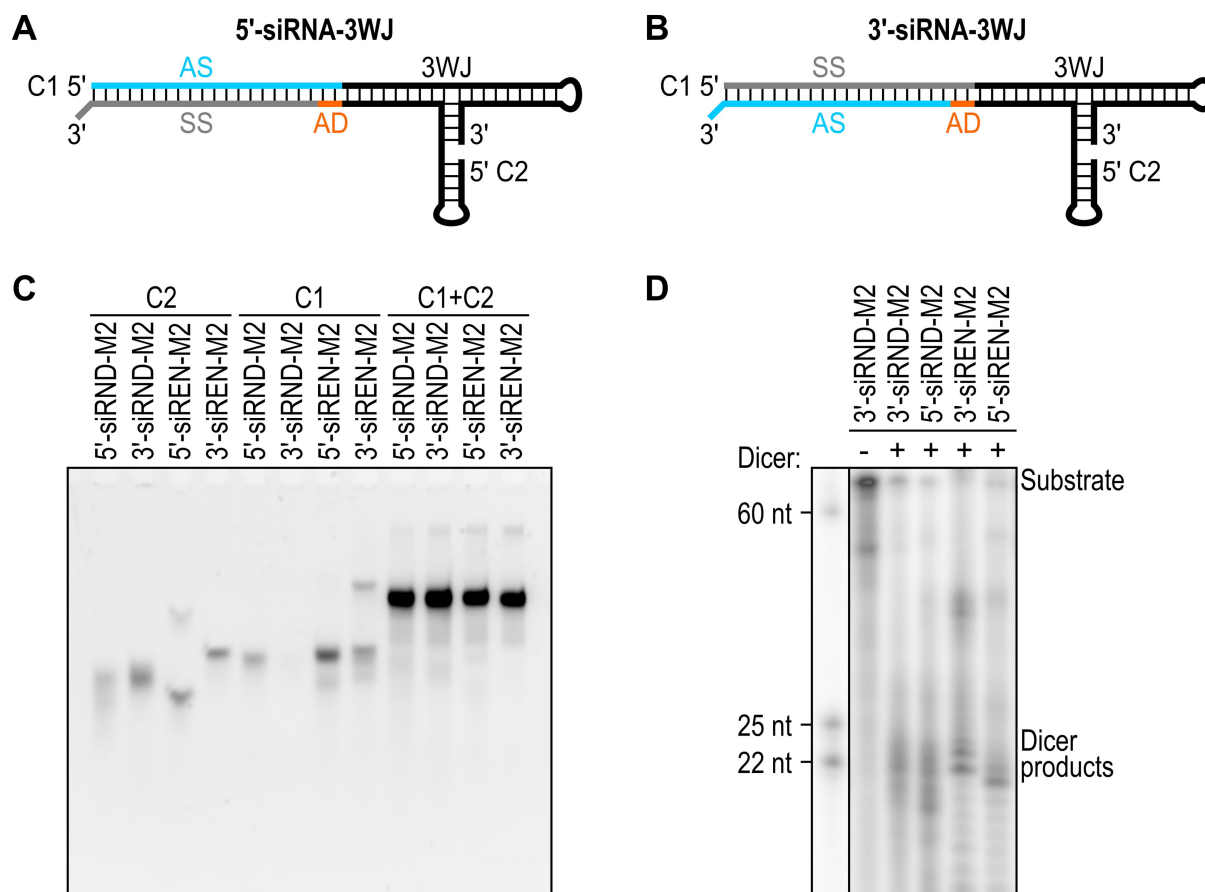 A
5'-siRNA-3WJ
C1 5'
AS
3WJ
3'
SS
AD
3'
5' C2
B
3'-siRNA-3WJ
C1 5'
SS
3WJ
3'
AS
AD
3'
5' C2
C
C2
C1
C1+C2
5'-siRND-M2
3'-siRND-M2
5'-siREN-M2
3'-siREN-M2
5'-siRND-M2
3'-siRND-M2
5'-siREN-M2
3'-siREN-M2
5'-siRND-M2
3'-siRND-M2
5'-siREN-M2
3'-siREN-M2
D
3'-siRND-M2
3'-siRND-M2
5'-siRND-M2
3'-siREN-M2
5'-siREN-M2
Dicer: - + + + +
Substrate
60 nt
25 nt
22 nt
Dicer
products